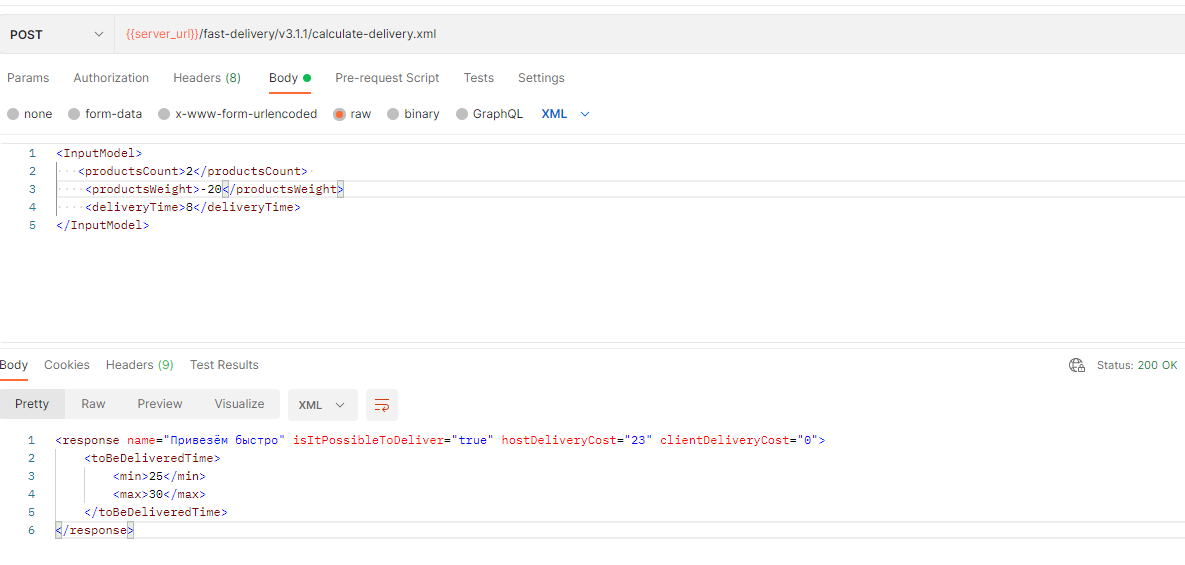 POST {{server_url}}/fast-delivery/v3.1.1/calculate-delivery.xml
Params Authorization Headers (8) Body Pre-request Script Tests Settings
none form-data x-www-form-urlencoded raw binary GraphQL XML
1 <InputModel>
2 <productsCount>2</productsCount>
3 <productsWeight>-20</productsWeight>
4 <deliveryTime>8</deliveryTime>
5 </InputModel>
Body Cookies Headers (9) Test Results Status: 200 OK
Pretty Raw Preview Visualize XML
1 <response name="Привезём быстро" isItPossibleToDeliver="true" hostDeliveryCost="23" clientDeliveryCost="0">
2 <toBeDeliveredTime>
3 <min>25</min>
4 <max>30</max>
5 </toBeDeliveredTime>
6 </response>